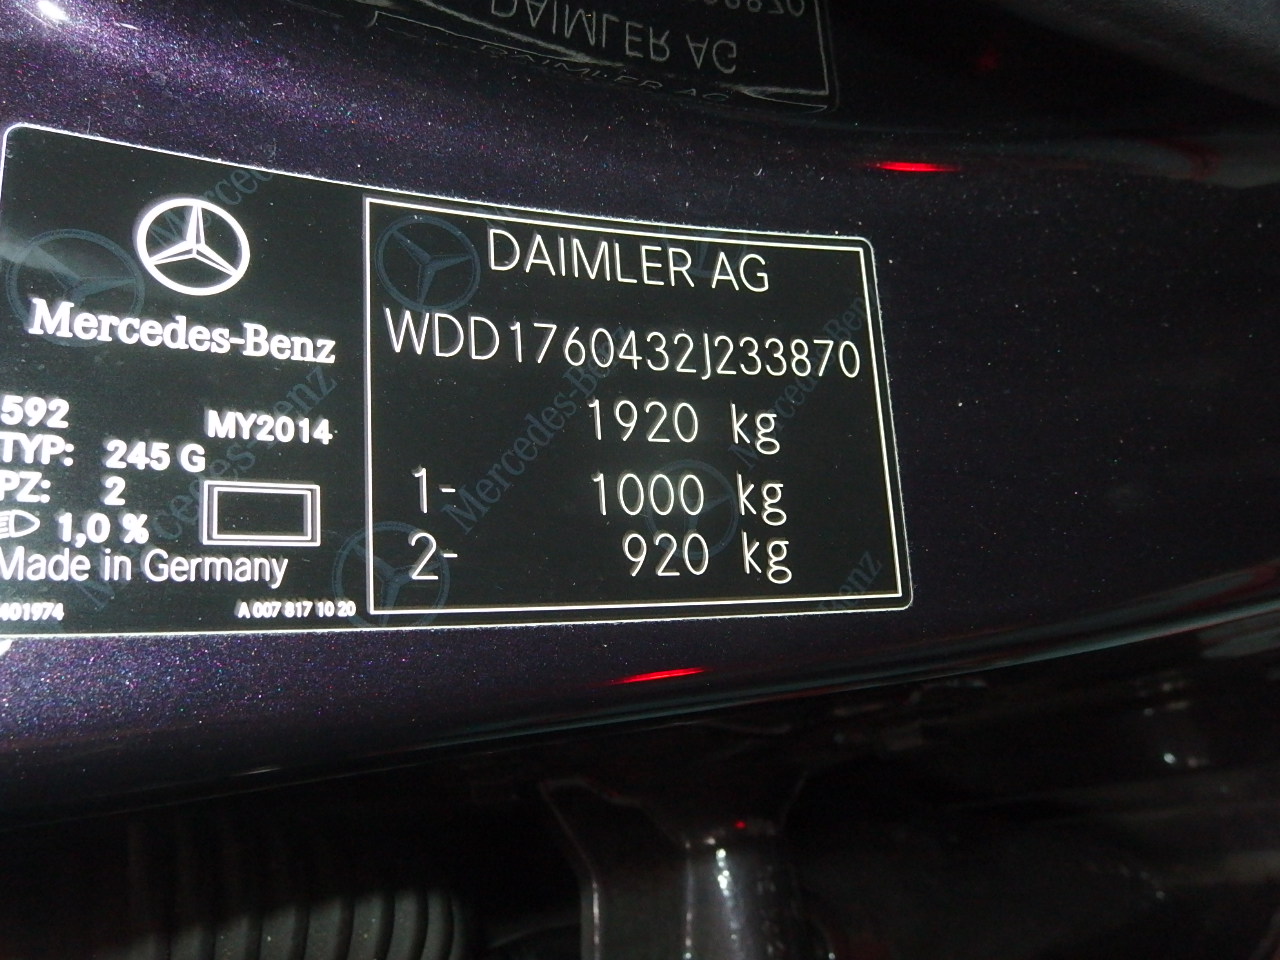 Mercedes-Benz
592
MY2014
TYP: 245 G
PZ: 2
1,0 %
Made in Germany
401974
A 007 817 10 20
DAIMLER AG
WDD1760432J233870
1920 kg
1- 1000 kg
2- 920 kg